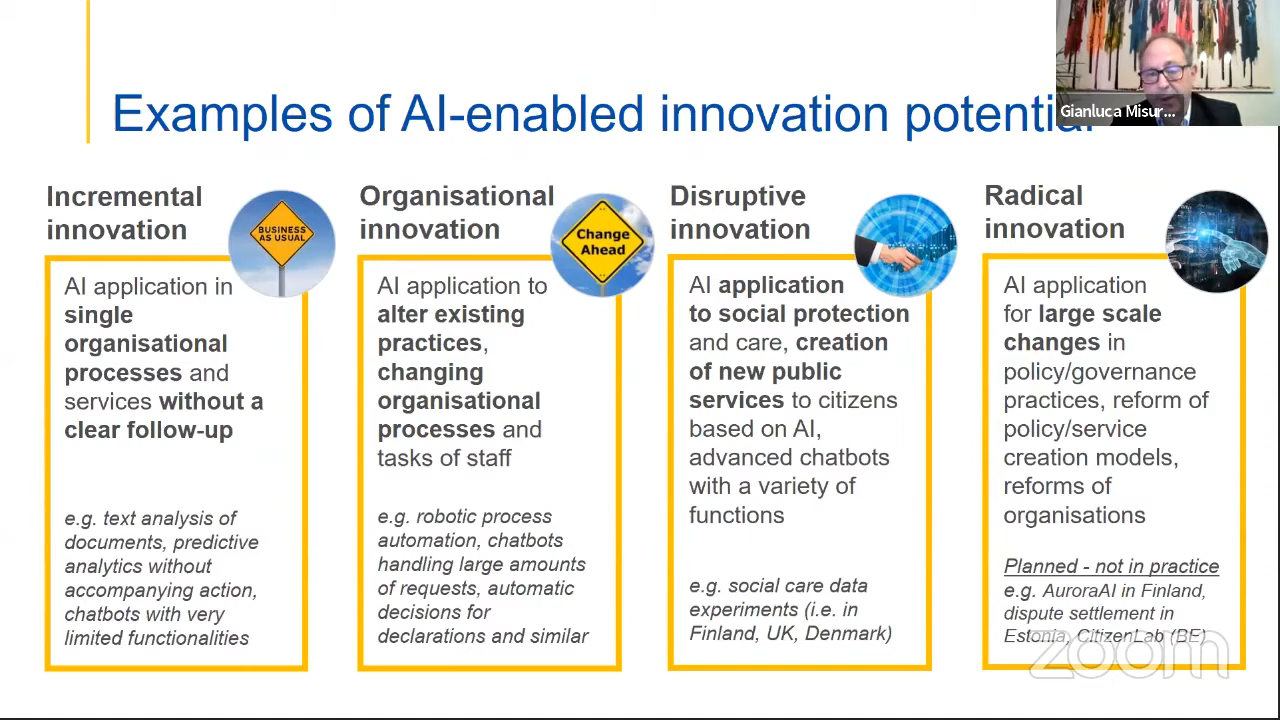 Examples of AI-enabled innovation potential
Gianluca Misur...
Incremental
innovation
BUSINESS
AS USUAL
AI application in
single
organisational
processes and
services without a
clear follow-up
e.g. text analysis of
documents, predictive
analytics without
accompanying action,
chatbots with very
limited functionalities
Organisational
innovation
Change
Ahead
AI application to
alter existing
practices,
changing
organisational
processes and
tasks of staff
e.g. robotic process
automation, chatbots
handling large amounts
of requests, automatic
decisions for
declarations and similar
Disruptive
innovation
AI application
to social protection
and care, creation
of new public
services to citizens
based on AI,
advanced chatbots
with a variety of
functions
e.g. social care data
experiments (i.e. in
Finland, UK, Denmark)
Radical
innovation
AI application
for large scale
changes in
policy/governance
practices, reform of
policy/service
creation models,
reforms of
organisations
Planned - not in practice
e.g. AuroraAI in Finland,
dispute settlement in
Estonia, CitizenLab (BE)
zoom